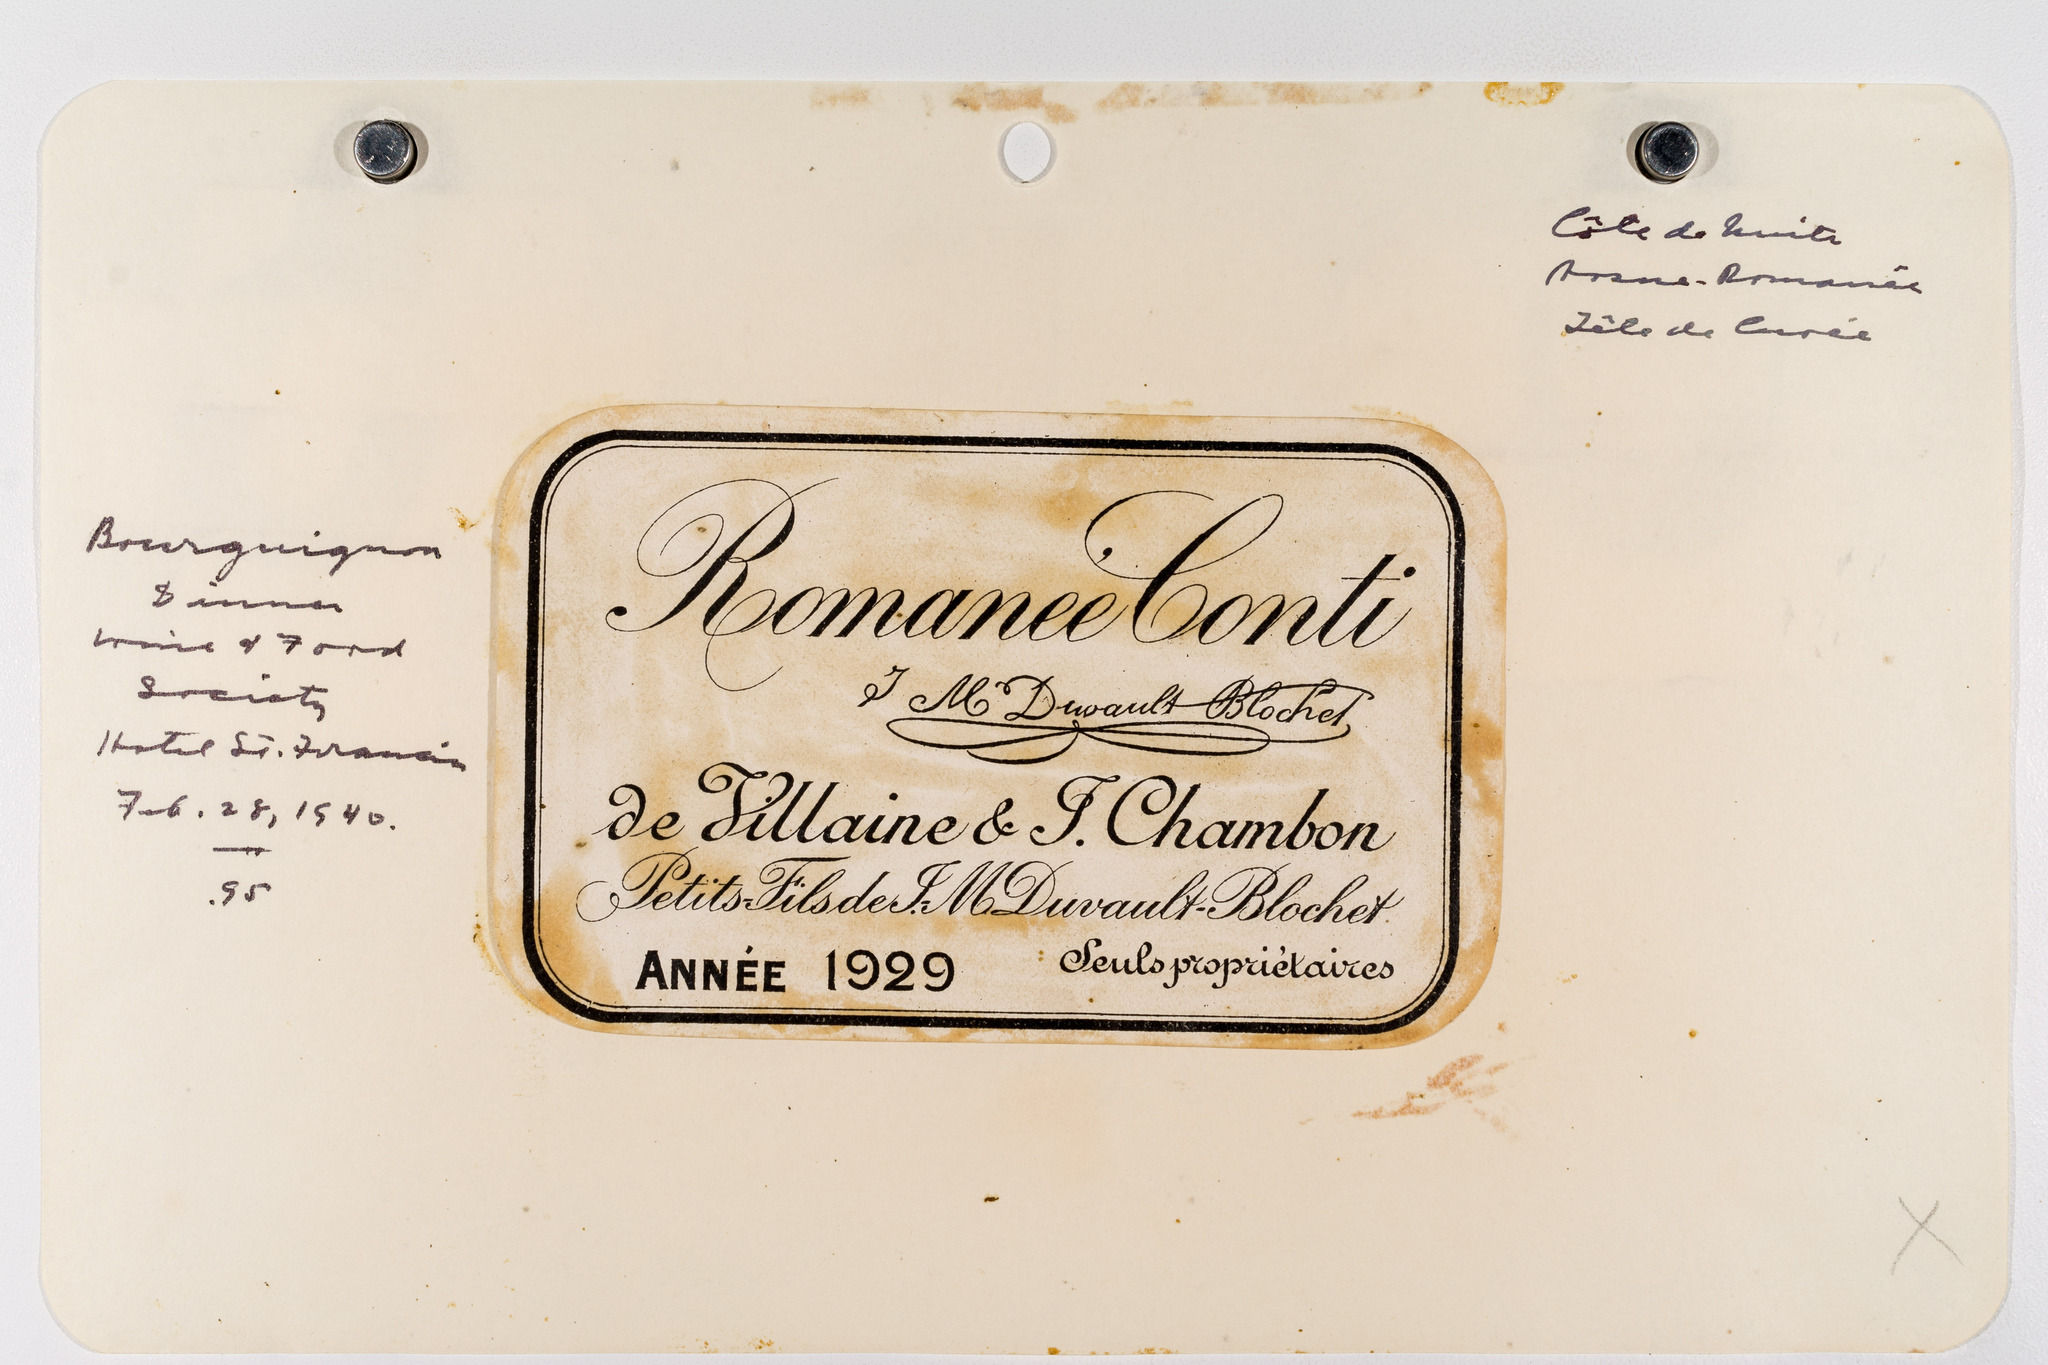 Côte de Nuits
Vosne-Romanée
Tête de Cuvée
Bourguignon
Dinner
Wine & Food
Society
Hotel St. Francis
Feb. 28, 1940.
.95
Romanee Conti
J Mie Duvault Blochet
de Villaine & J. Chambon
Petits-Fils de J.M Duvault-Blochet
ANNÉE 1929
Seuls propriétaires
X